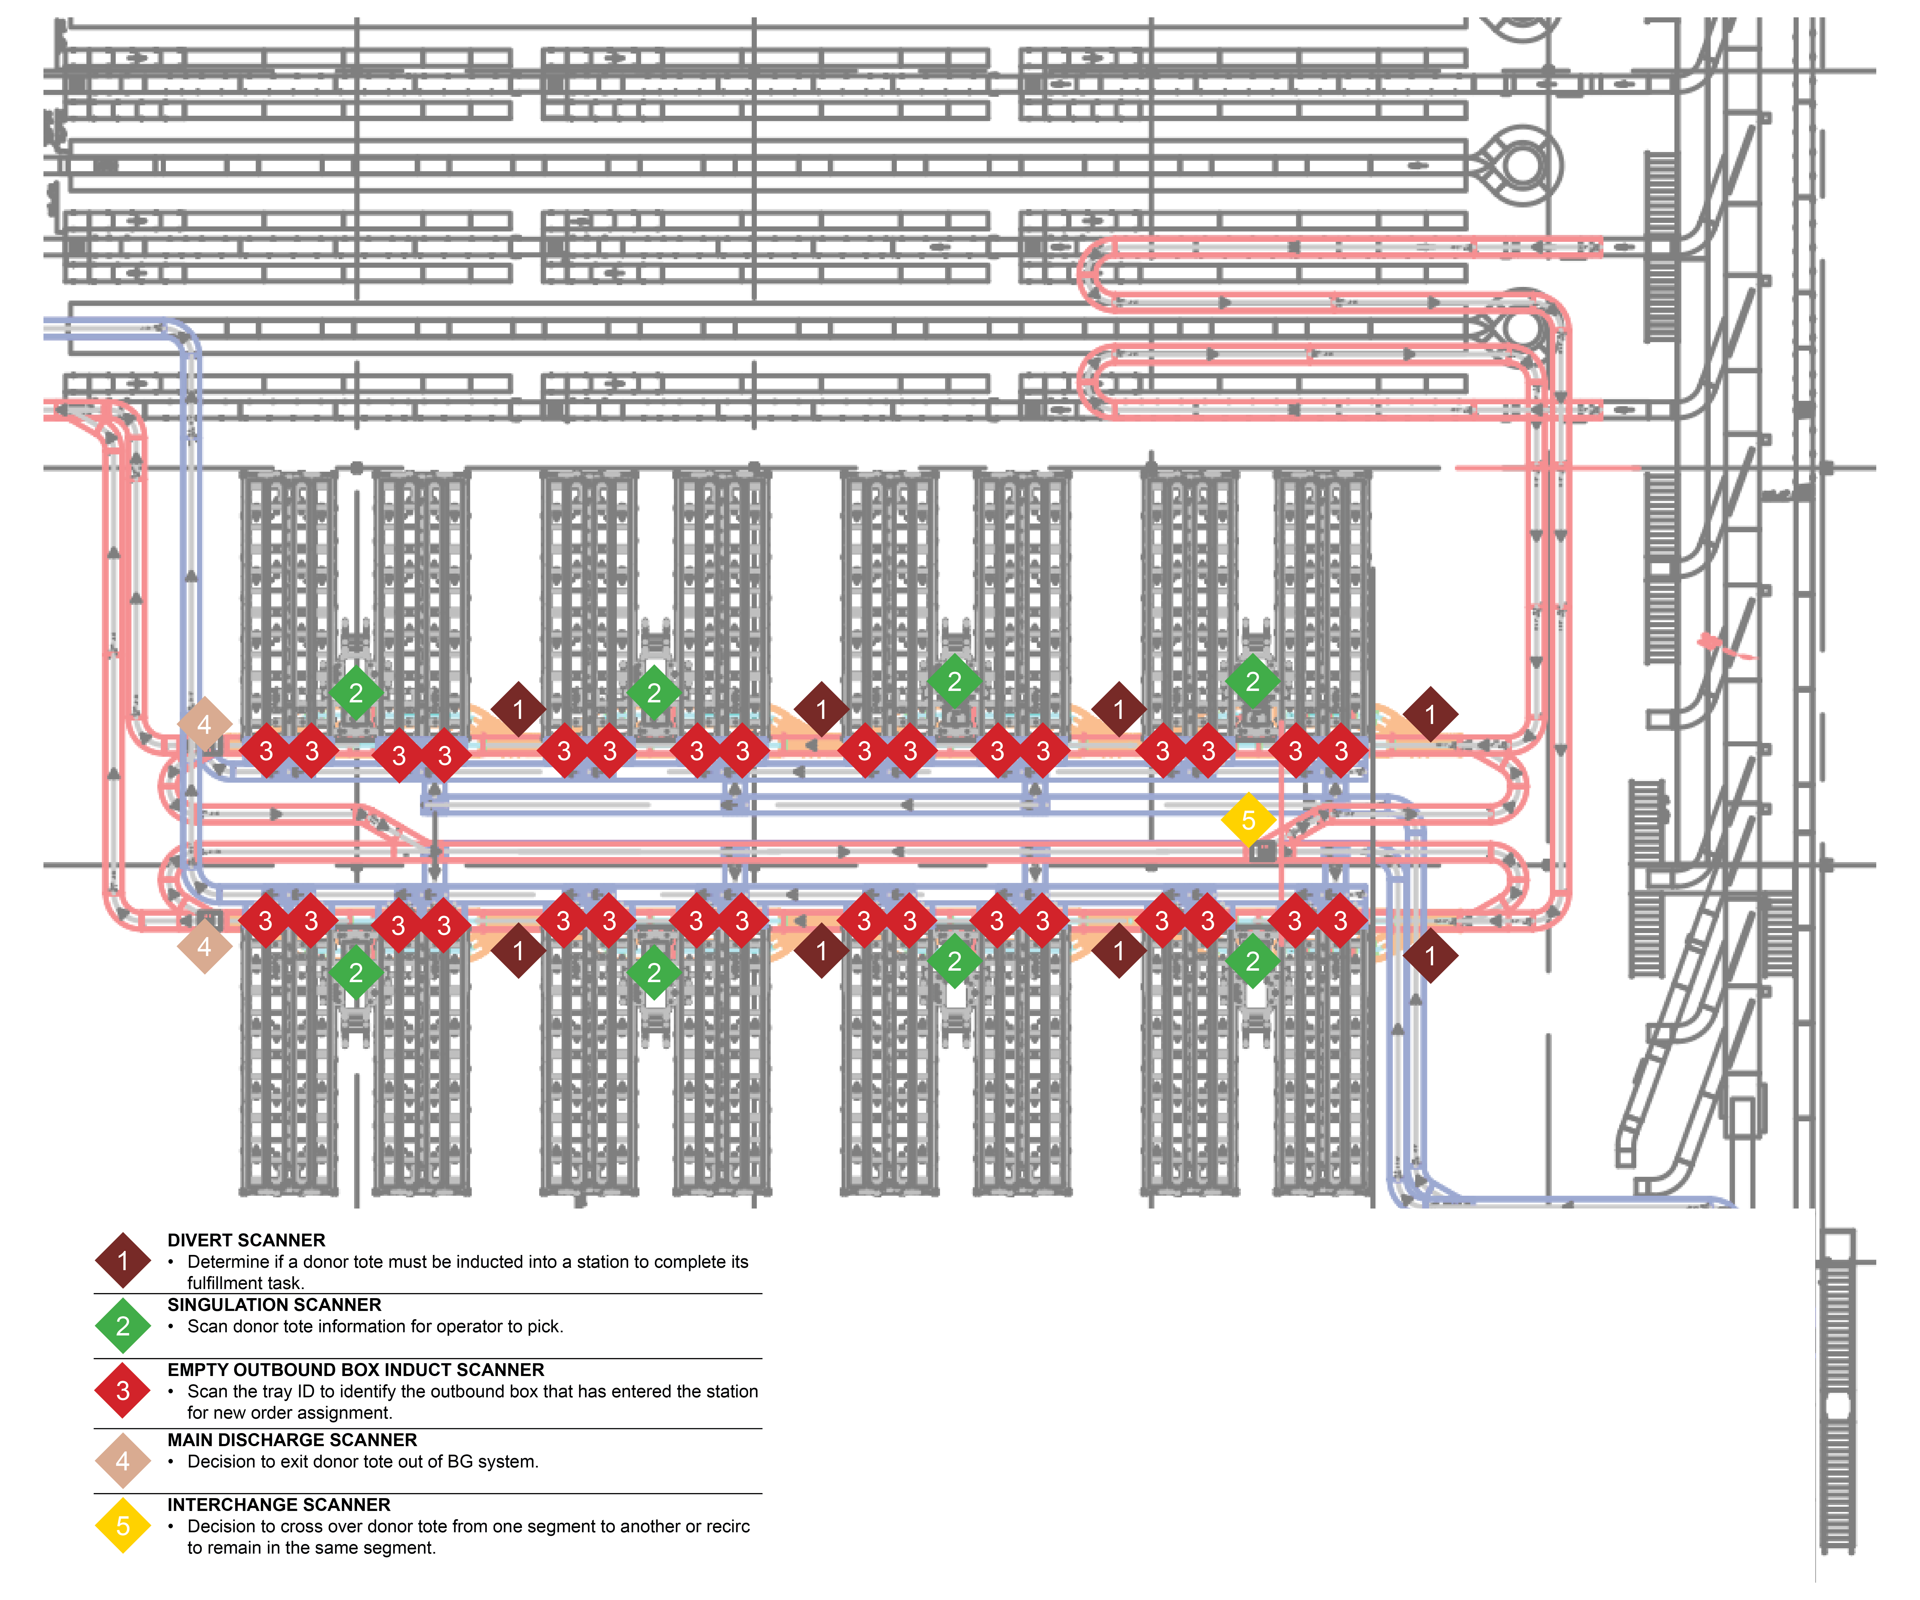 2 2 2 2
1 1 1 1
4
3 3 3 3 3 3 3 3 3 3 3 3 3 3 3 3
5
3 3 3 3 3 3 3 3 3 3 3 3 3 3 3 3
4 1 1 1 1
2 2 2 2
1 DIVERT SCANNER
• Determine if a donor tote must be inducted into a station to complete its
fulfillment task.
2 SINGULATION SCANNER
• Scan donor tote information for operator to pick.
3 EMPTY OUTBOUND BOX INDUCT SCANNER
• Scan the tray ID to identify the outbound box that has entered the station
for new order assignment.
4 MAIN DISCHARGE SCANNER
• Decision to exit donor tote out of BG system.
5 INTERCHANGE SCANNER
• Decision to cross over donor tote from one segment to another or recirc
to remain in the same segment.